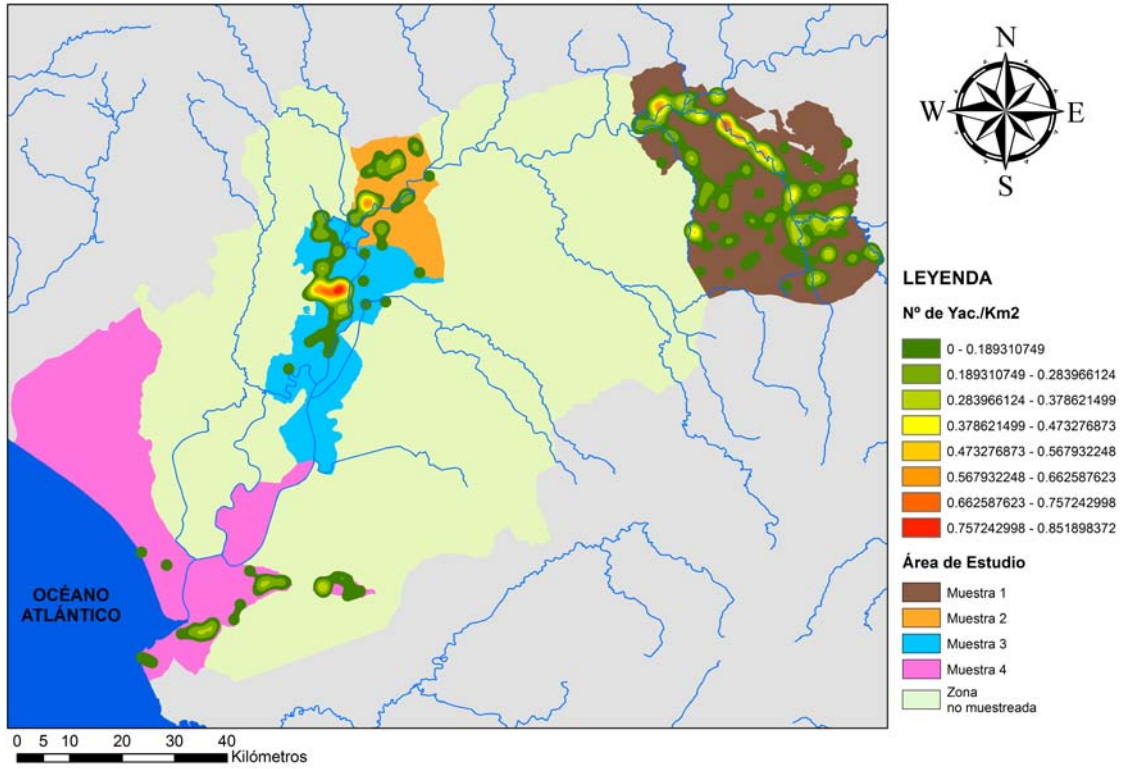 N
W E
S
LEYENDA
Nº de Yac./Km2
0 - 0.189310749
0.189310749 - 0.283966124
0.283966124 - 0.378621499
0.378621499 - 0.473276873
0.473276873 - 0.567932248
0.567932248 - 0.662587623
0.662587623 - 0.757242998
0.757242998 - 0.851898372
Área de Estudio
Muestra 1
Muestra 2
Muestra 3
Muestra 4
Zona
no muestreada
OCÉANO
ATLÁNTICO
0 5 10 20 30 40
Kilómetros